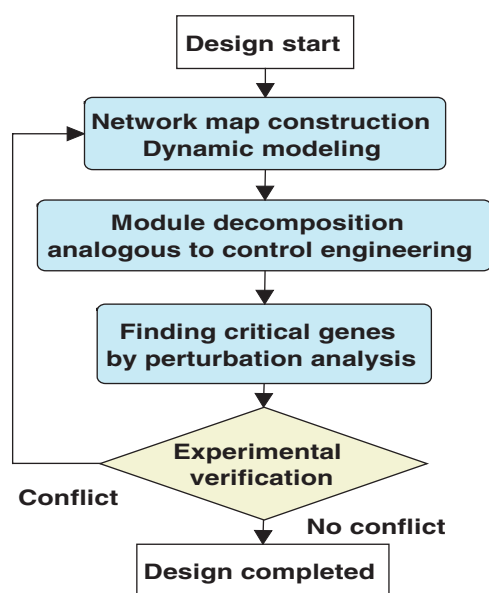 Design start
Network map construction
Dynamic modeling
Module decomposition
analogous to control engineering
Finding critical genes
by perturbation analysis
Experimental
verification
Conflict
No conflict
Design completed